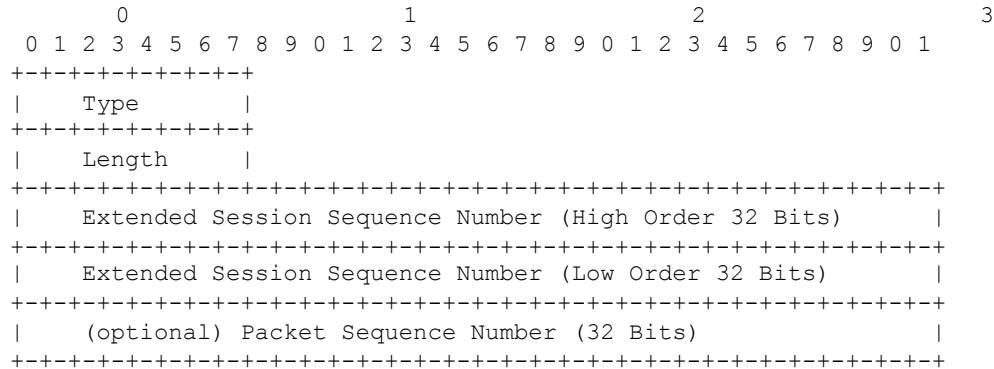 0                   1                   2                   3
 0 1 2 3 4 5 6 7 8 9 0 1 2 3 4 5 6 7 8 9 0 1 2 3 4 5 6 7 8 9 0 1
+-+-+-+-+-+-+-+-+
|    Type       |
+-+-+-+-+-+-+-+-+
|    Length     |
+-+-+-+-+-+-+-+-+-+-+-+-+-+-+-+-+-+-+-+-+-+-+-+-+-+-+-+-+-+-+-+-+
|    Extended Session Sequence Number (High Order 32 Bits)      |
+-+-+-+-+-+-+-+-+-+-+-+-+-+-+-+-+-+-+-+-+-+-+-+-+-+-+-+-+-+-+-+-+
|    Extended Session Sequence Number (Low Order 32 Bits)       |
+-+-+-+-+-+-+-+-+-+-+-+-+-+-+-+-+-+-+-+-+-+-+-+-+-+-+-+-+-+-+-+-+
|    (optional) Packet Sequence Number (32 Bits)                |
+-+-+-+-+-+-+-+-+-+-+-+-+-+-+-+-+-+-+-+-+-+-+-+-+-+-+-+-+-+-+-+-+